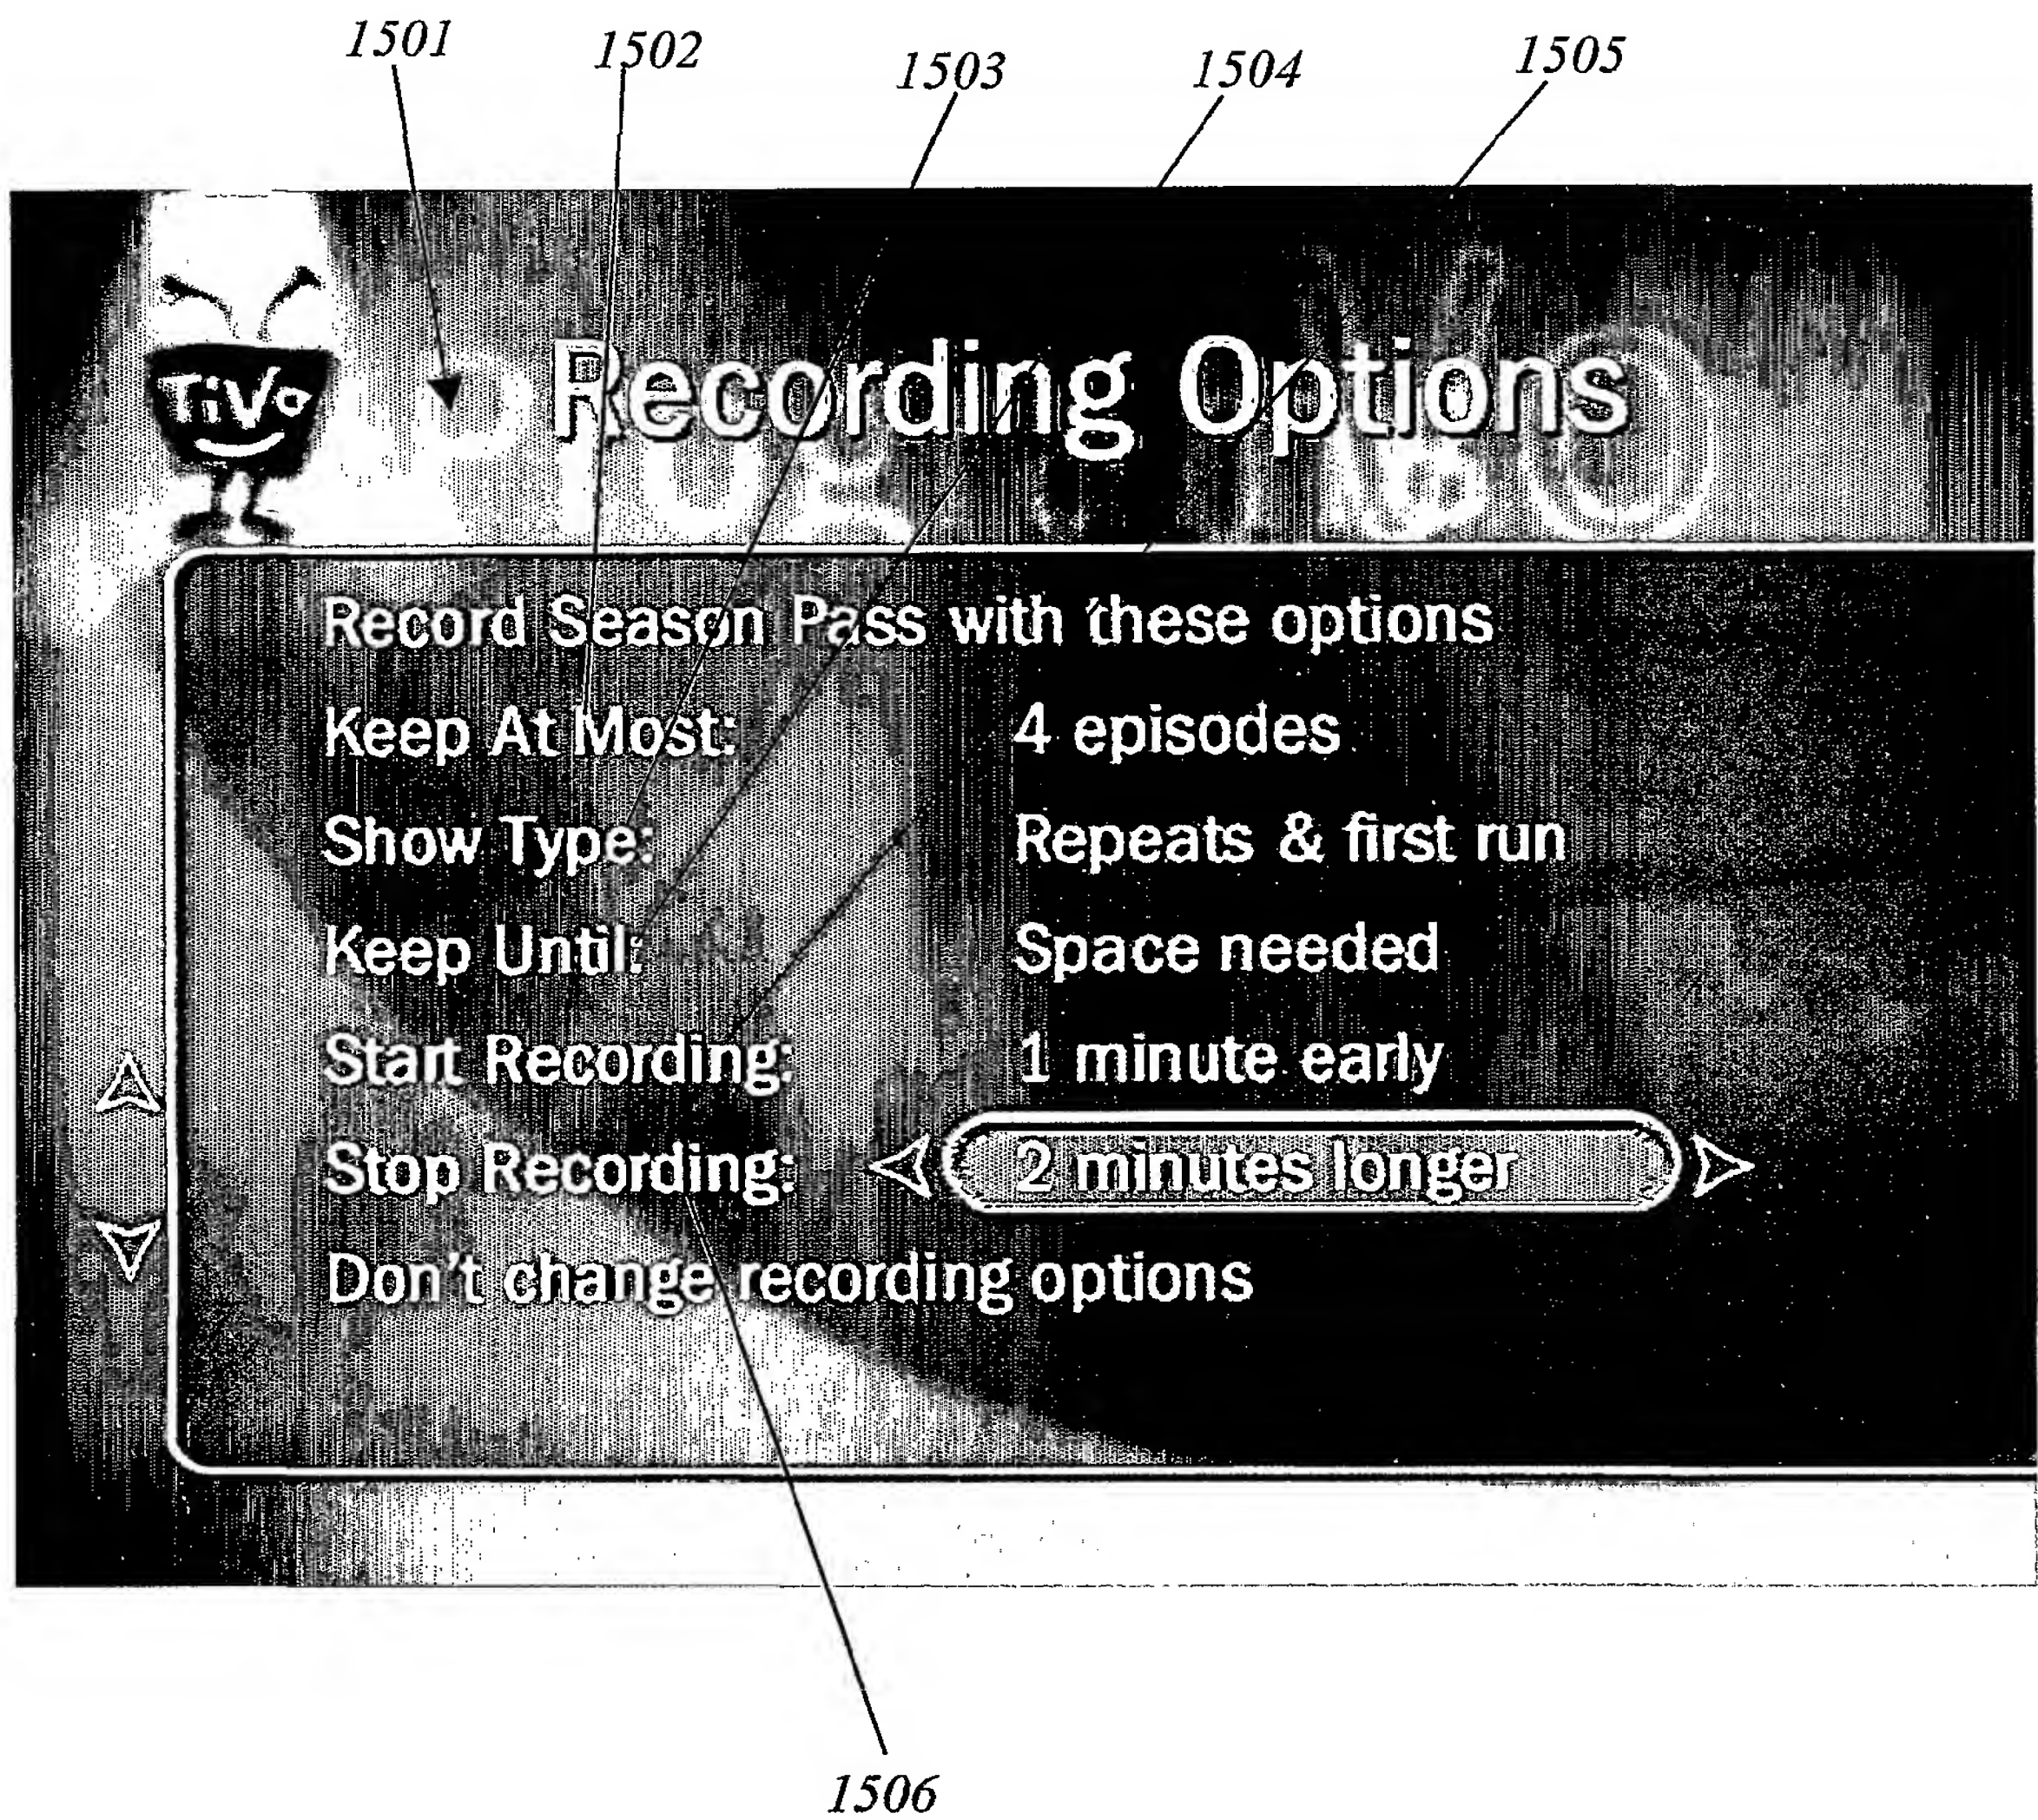 1501 1502 1503 1504 1505
TiVo
Recording Options
Record Season Pass with these options
Keep At Most: 4 episodes
Show Type: Repeats & first run
Keep Until: Space needed
Start Recording: 1 minute early
Stop Recording: 2 minutes longer
Don't change recording options
1506